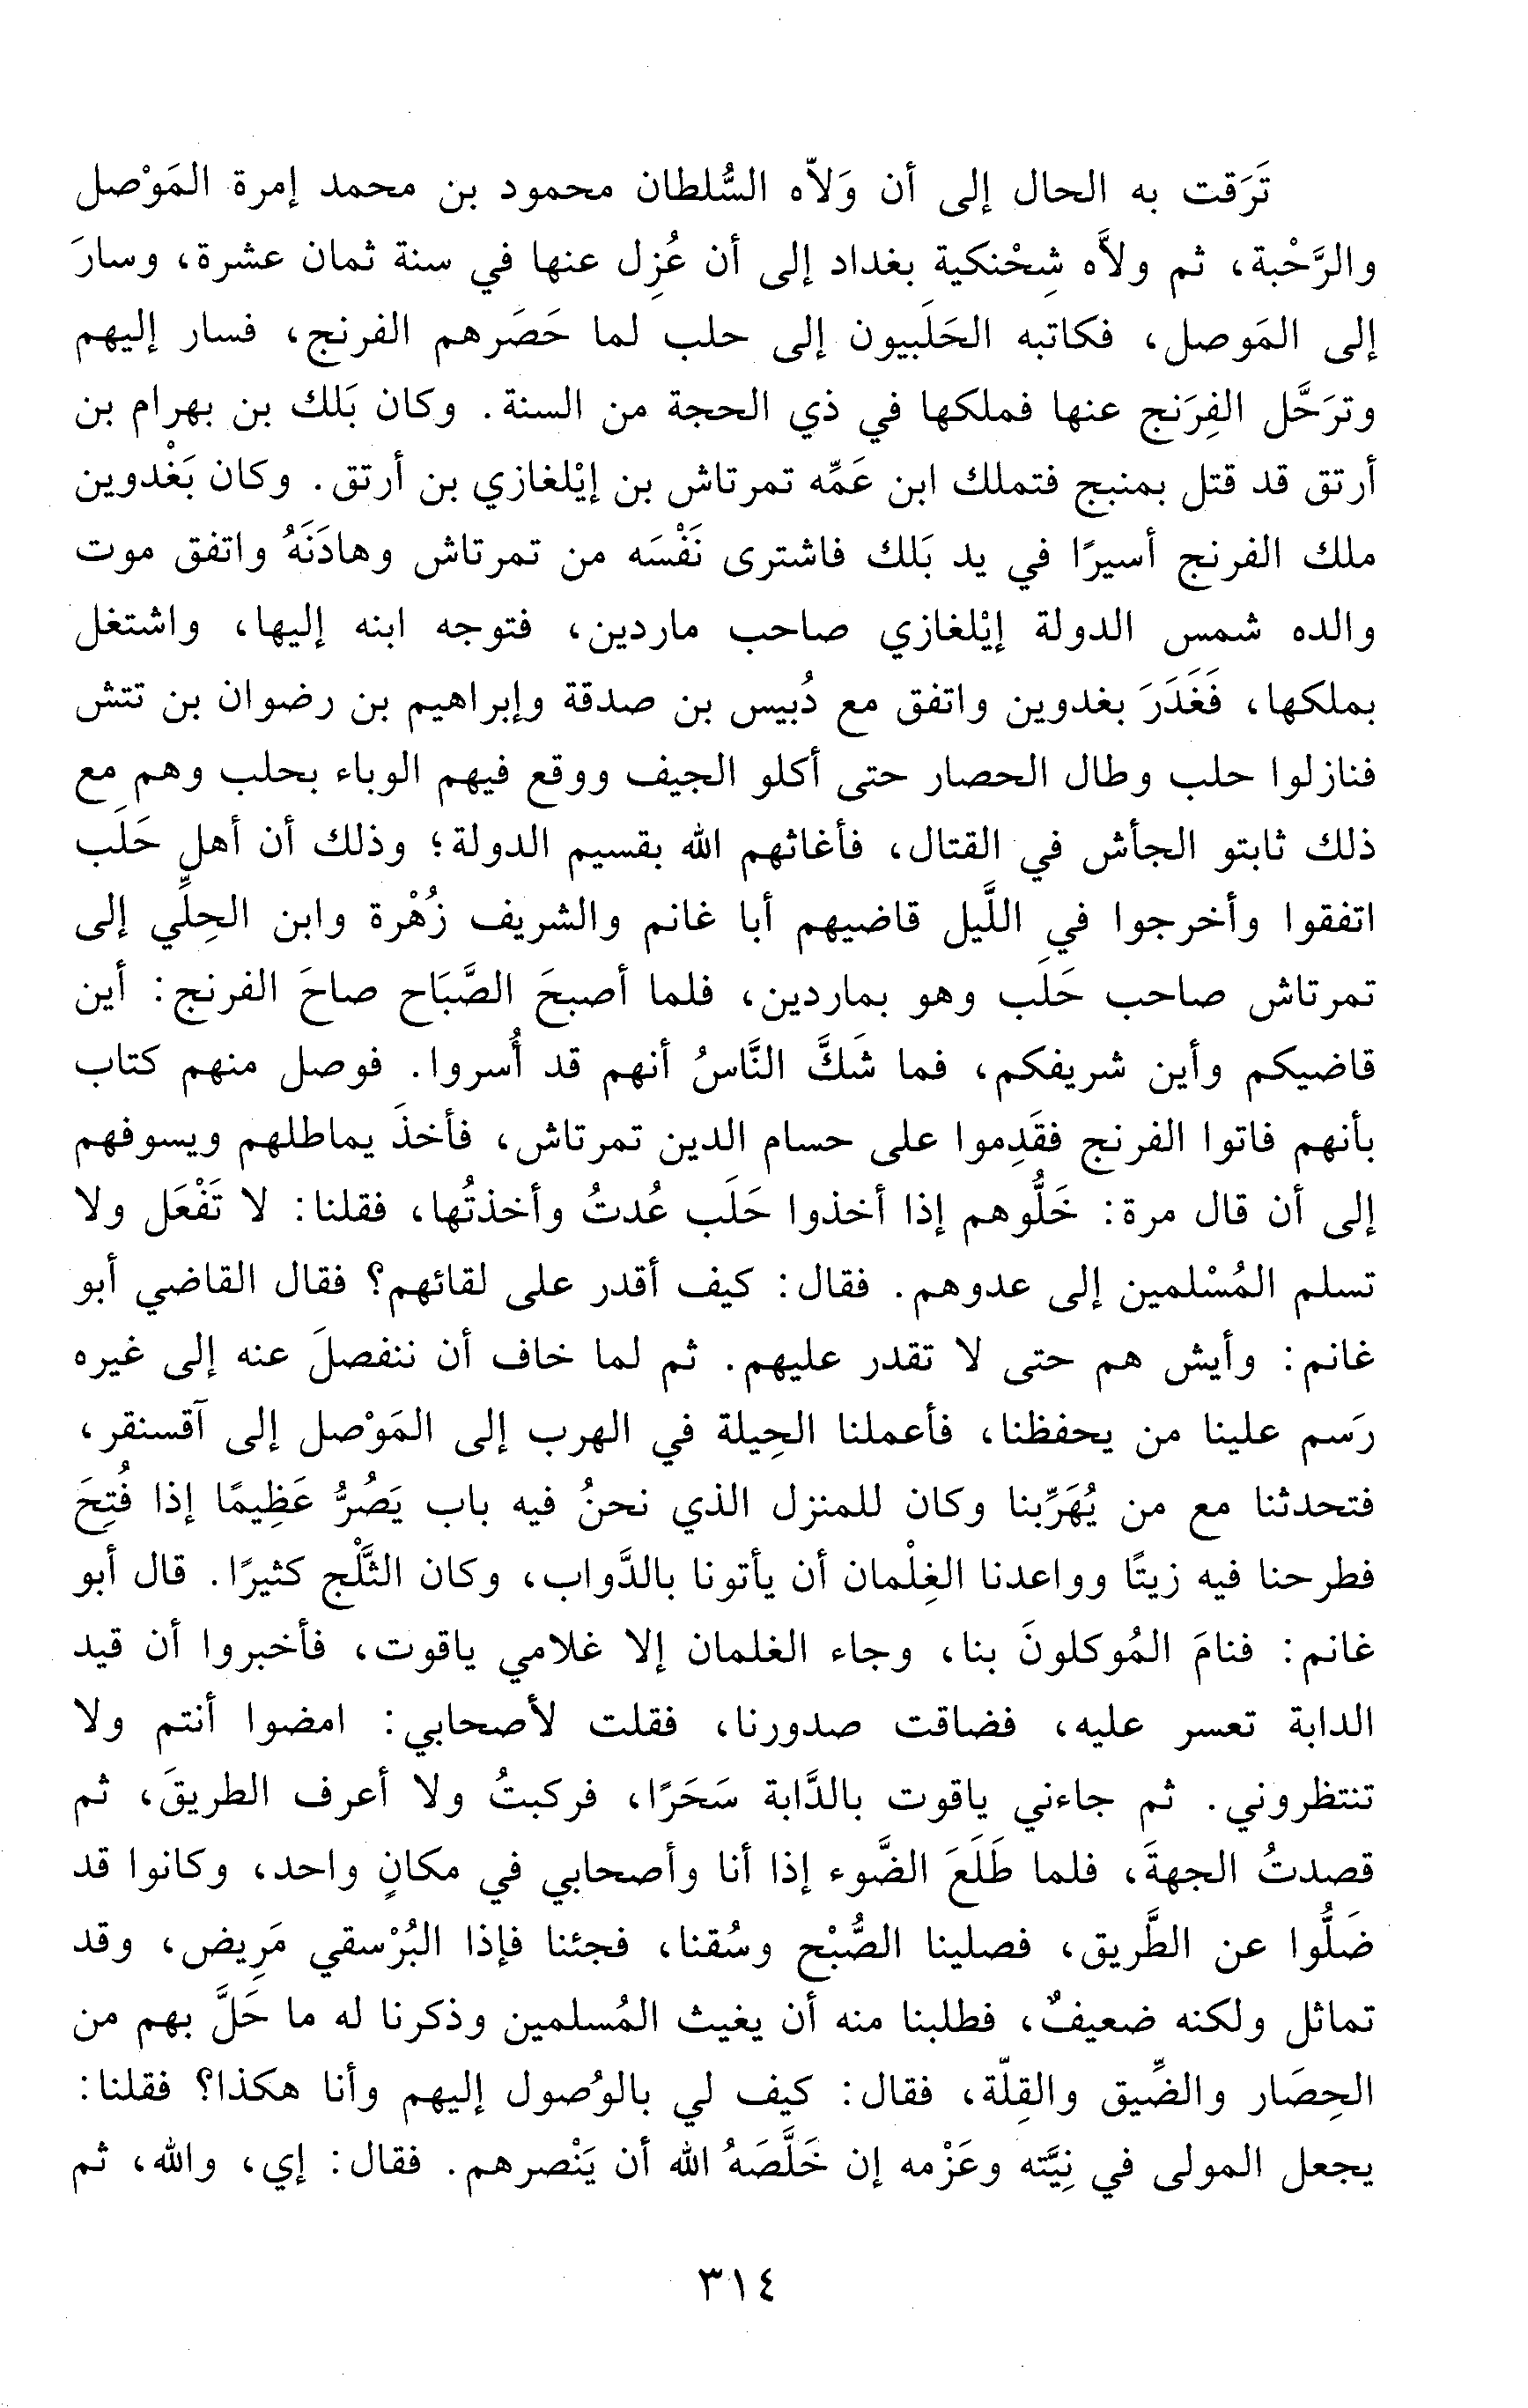 تَرَقت به الحال إلى أن وَلاّه السُّلطان محمود بن محمد إمرة المَوْصل
والرَّحْبة، ثم ولاَّه شِحْنكية بغداد إلى أن عُزِل عنها في سنة ثمان عشرة، وسارَ
إلى المَوصل، فكاتبه الحَلَبيون إلى حلب لما حَصَرهم الفرنج، فسار إليهم
وترَحَّل الفِرَنج عنها فملكها في ذي الحجة من السنة. وكان بَلك بن بهرام بن
أرتق قد قتل بمنبج فتملك ابن عَمِّه تمرتاش بن إيْلغازي بن أرتق. وكان بَغْدوين
ملك الفرنج أسيرًا في يد بَلك فاشترى نَفْسَه من تمرتاش وهادَنَهُ واتفق موت
والده شمس الدولة إيْلغازي صاحب ماردين، فتوجه ابنه إليها، واشتغل
بملكها، فَغَدَرَ بغدوين واتفق مع دُبيس بن صدقة وإبراهيم بن رضوان بن تتش
فنازلوا حلب وطال الحصار حتى أكلو الجيف ووقع فيهم الوباء بحلب وهم مع
ذلك ثابتو الجأش في القتال، فأغاثهم الله بقسيم الدولة؛ وذلك أن أهل حَلَب
اتفقوا وأخرجوا في اللَّيل قاضيهم أبا غانم والشريف زُهْرة وابن الحِلِّي إلى
تمرتاش صاحب حَلَب وهو بماردين، فلما أصبحَ الصَّبَاح صاحَ الفرنج: أين
قاضيكم وأين شريفكم، فما شَكَّ النَّاسُ أنهم قد أُسروا. فوصل منهم كتاب
بأنهم فاتوا الفرنج فقَدِموا على حسام الدين تمرتاش، فأخذَ يماطلهم ويسوفهم
إلى أن قال مرة: خَلُّوهم إذا أخذوا حَلَب عُدتُ وأخذتُها، فقلنا: لا تَفْعَل ولا
تسلم المُسْلمين إلى عدوهم. فقال: كيف أقدر على لقائهم؟ فقال القاضي أبو
غانم: وأيش هم حتى لا تقدر عليهم. ثم لما خاف أن ننفصلَ عنه إلى غيره
رَسم علينا من يحفظنا، فأعملنا الحِيلة في الهرب إلى المَوْصل إلى آقسنقر،
فتحدثنا مع من يُهَرِّبنا وكان للمنزل الذي نحنُ فيه باب يَصُرُّ عَظِيمًا إذا فُتِحَ
فطرحنا فيه زيتًا وواعدنا الغِلْمان أن يأتونا بالدَّواب، وكان الثَّلْج كثيرًا. قال أبو
غانم: فنامَ المُوكلونَ بنا، وجاء الغلمان إلا غلامي ياقوت، فأخبروا أن قيد
الدابة تعسر عليه، فضاقت صدورنا، فقلت لأصحابي: امضوا أنتم ولا
تنتظروني. ثم جاءني ياقوت بالدَّابة سَحَرًا، فركبتُ ولا أعرف الطريقَ، ثم
قصدتُ الجهةَ، فلما طَلَعَ الضَّوء إذا أنا وأصحابي في مكانٍ واحد، وكانوا قد
ضَلُّوا عن الطَّريق، فصلينا الصُّبْح وسُقنا، فجئنا فإذا البُرْسقي مَرِيض، وقد
تماثل ولكنه ضعيفٌ، فطلبنا منه أن يغيث المُسلمين وذكرنا له ما حَلَّ بهم من
الحِصَار والضِّيق والقِلّة، فقال: كيف لي بالوُصول إليهم وأنا هكذا؟ فقلنا:
يجعل المولى في نِيَّته وعَزْمه إن خَلَّصَهُ الله أن يَنْصرهم. فقال: إي، والله، ثم
٣١٤